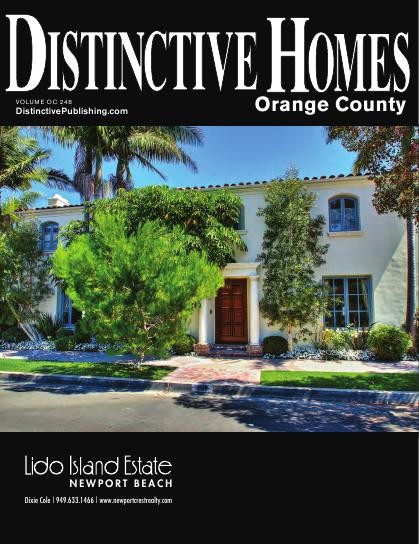 DISTINCTIVE HOMES
VOLUME OC 248
Orange County
DistinctivePublishing.com
Lido Island Estate
NEWPORT BEACH
Dixie Cole | 949.633.1466 | www.newportcrestrealty.com